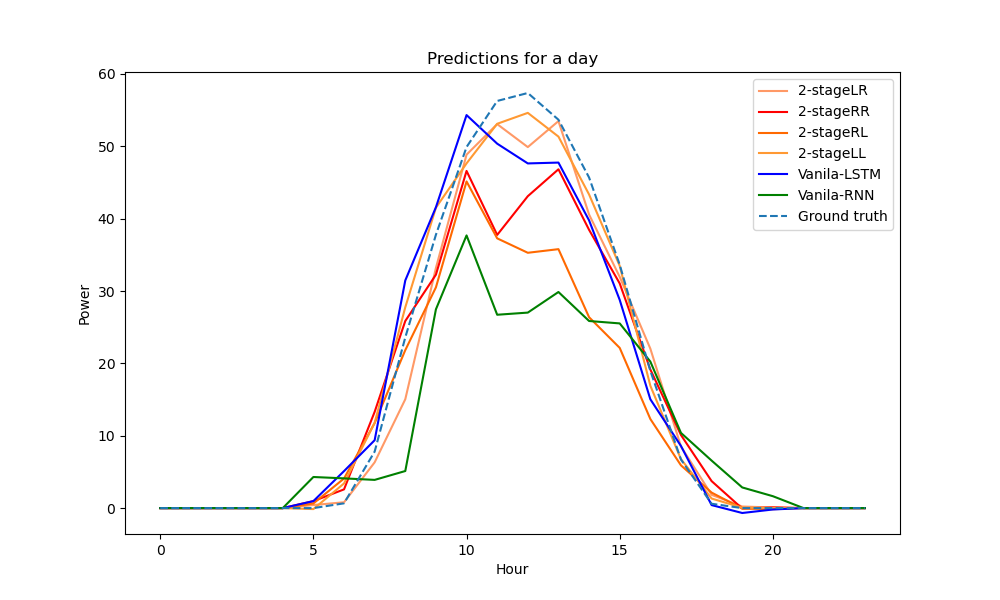 Predictions for a day
60
50
40
30
20
10
0
Power
0 5 10 15 20
Hour
2-stageLR
2-stageRR
2-stageRL
2-stageLL
Vanila-LSTM
Vanila-RNN
Ground truth